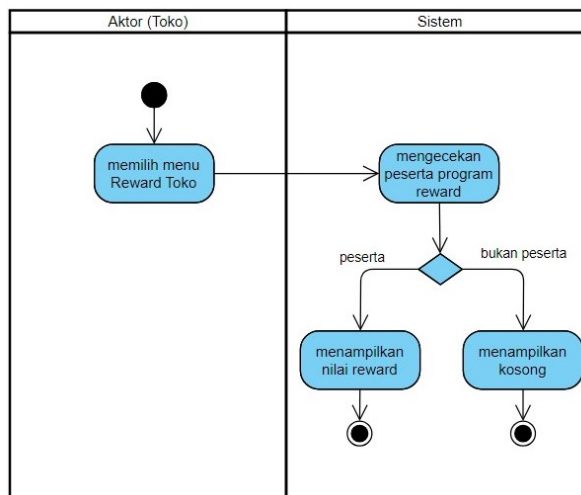 Aktor (Toko)
Sistem
memilih menu
Reward Toko
mengecekan
peserta program
reward
peserta
bukan peserta
menampilkan
nilai reward
menampilkan
kosong